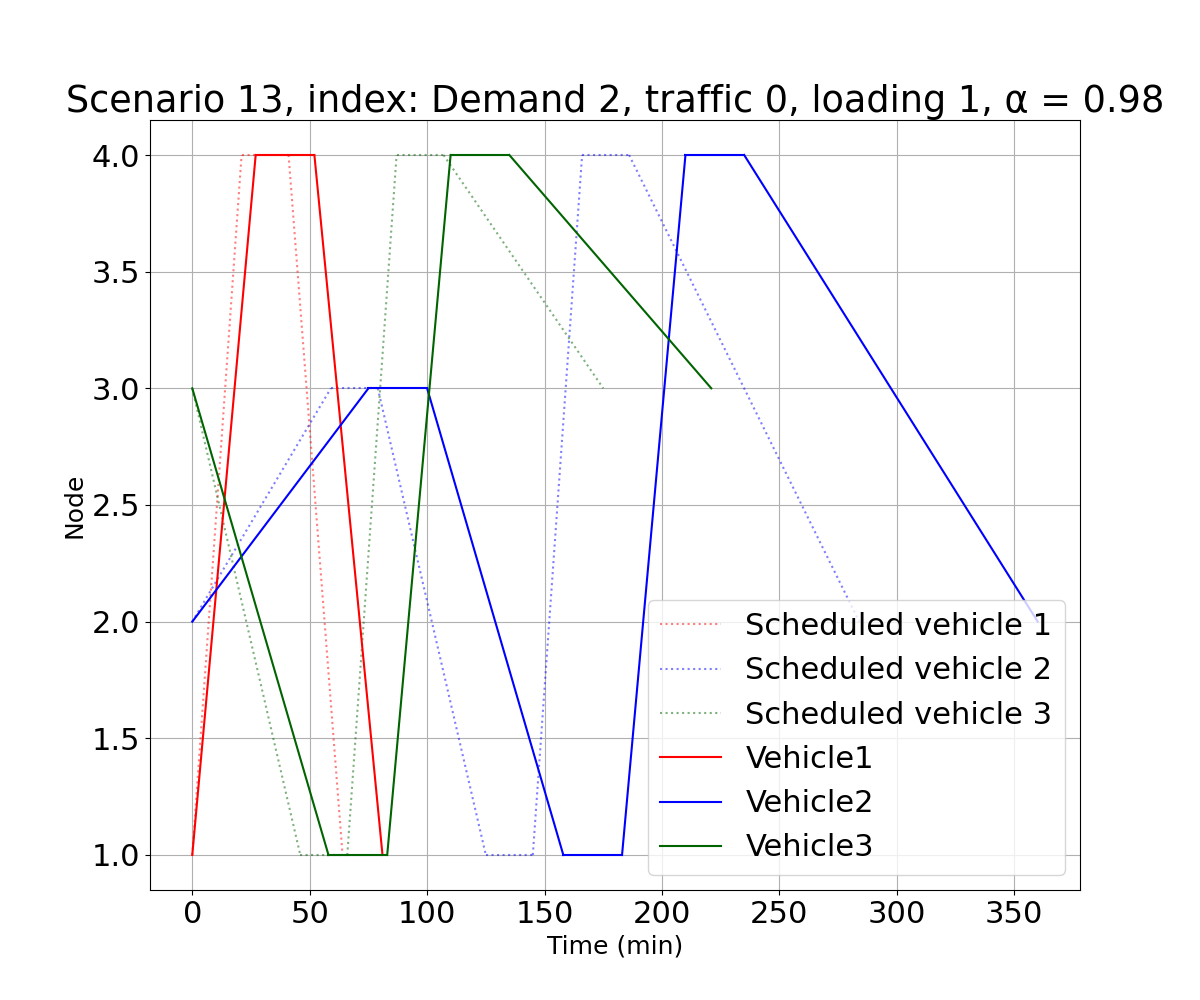 Scenario 13, index: Demand 2, traffic 0, loading 1, α = 0.98
4.0
3.5
3.0
2.5
2.0
1.5
1.0
Node
Scheduled vehicle 1
Scheduled vehicle 2
Scheduled vehicle 3
Vehicle1
Vehicle2
Vehicle3
0 50 100 150 200 250 300 350
Time (min)